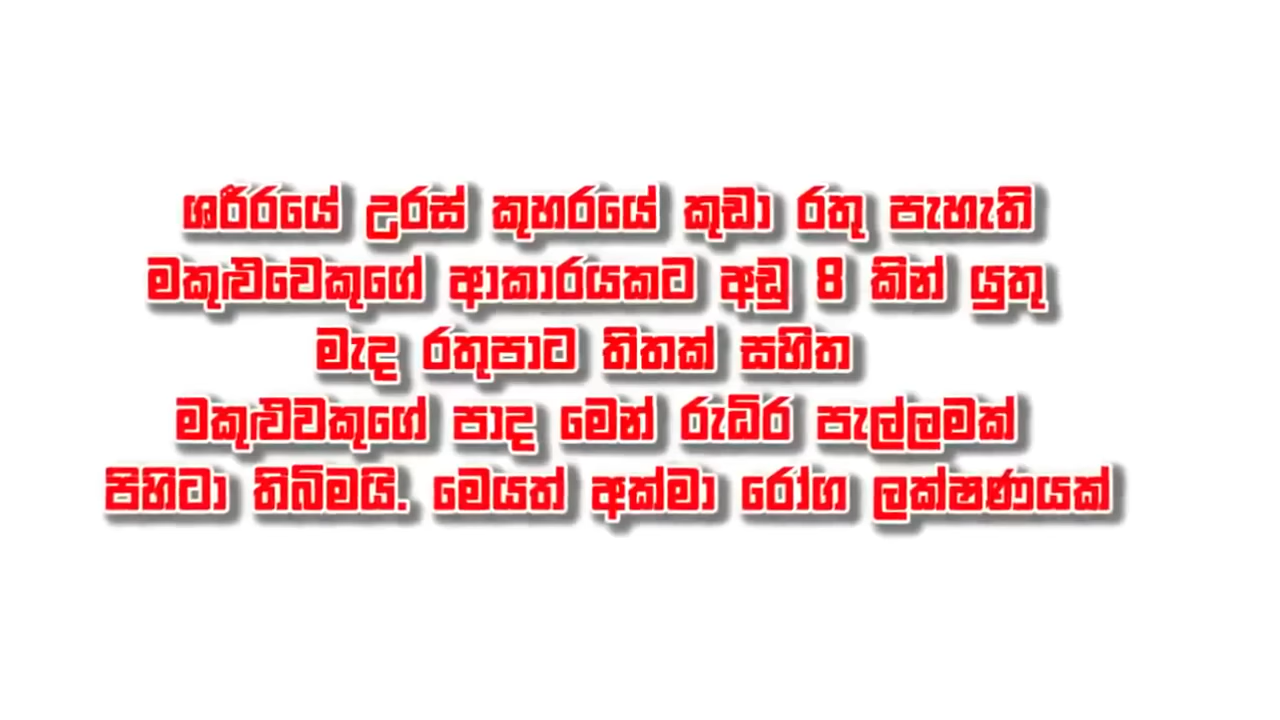 ශරීරයේ උරස් කුහරයේ කුඩා රතු පැහැති
මකුළුවෙකුගේ ආකාරයකට අඩු 8 කින් යුතු
මැද රතුපාට තිතක් සහිත
මකුළුවකුගේ පාද මෙන් රුධිර පැල්ලමක්
පිහිටා තිබිමයි. මෙයත් අක්මා රෝග ලක්ෂණයක්